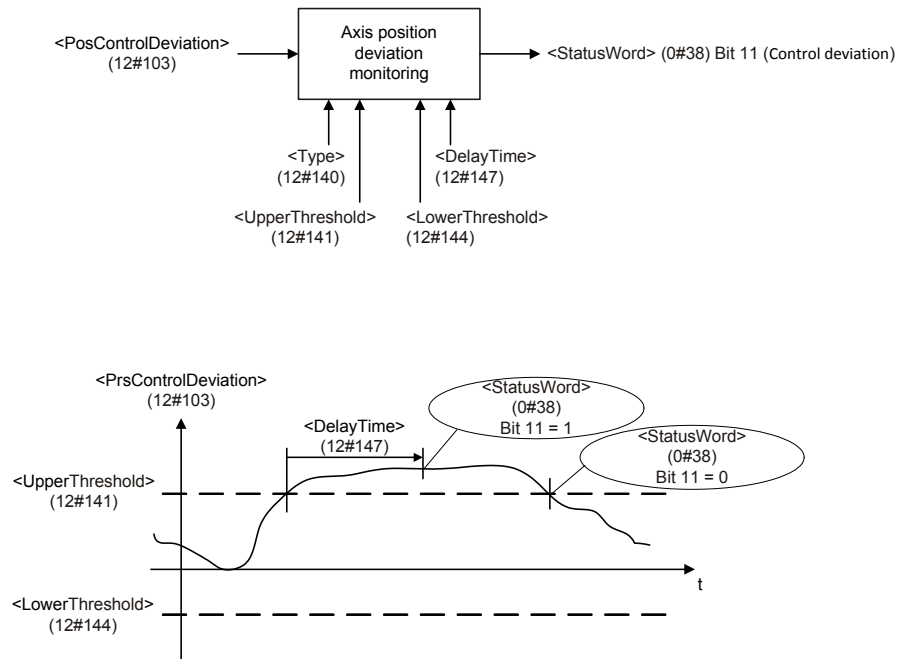 <PosControlDeviation>
(12#103)
Axis position
deviation
monitoring
<StatusWord> (0#38) Bit 11 (Control deviation)
<Type>
(12#140)
<DelayTime>
(12#147)
<UpperThreshold>
(12#141)
<LowerThreshold>
(12#144)
<PrsControlDeviation>
(12#103)
<StatusWord>
(0#38)
Bit 11 = 1
<DelayTime>
(12#147)
<StatusWord>
(0#38)
Bit 11 = 0
<UpperThreshold>
(12#141)
t
<LowerThreshold>
(12#144)